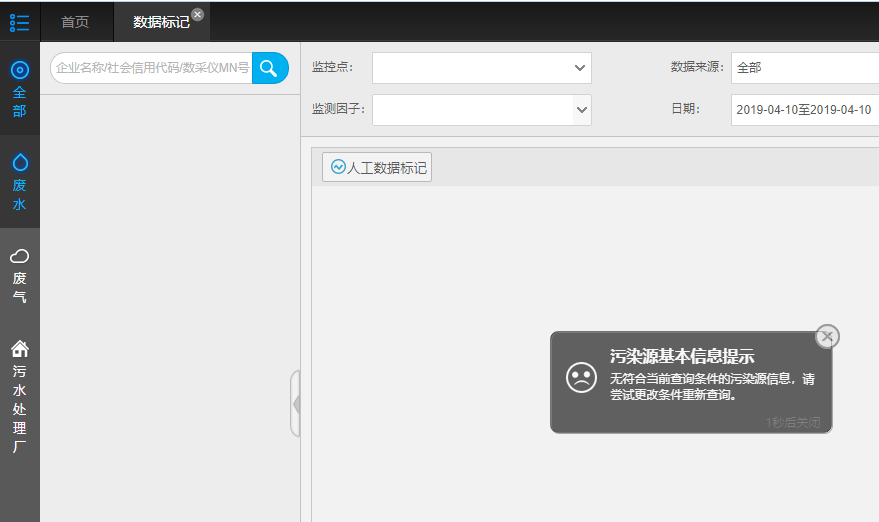 首页
数据标记
全部
废水
废气
污水处理厂
企业名称/社会信用代码/数采仪MN号
监控点:
数据来源: 全部
监测因子:
日期: 2019-04-10至2019-04-10
人工数据标记
污染源基本信息提示
无符合当前查询条件的污染源信息，请
尝试更改条件重新查询。
1秒后关闭